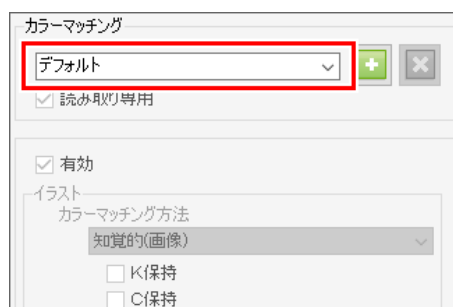 カラーマッチング
デフォルト
読み取り専用
有効
イラスト
カラーマッチング方法
知覚的(画像)
K保持
C保持